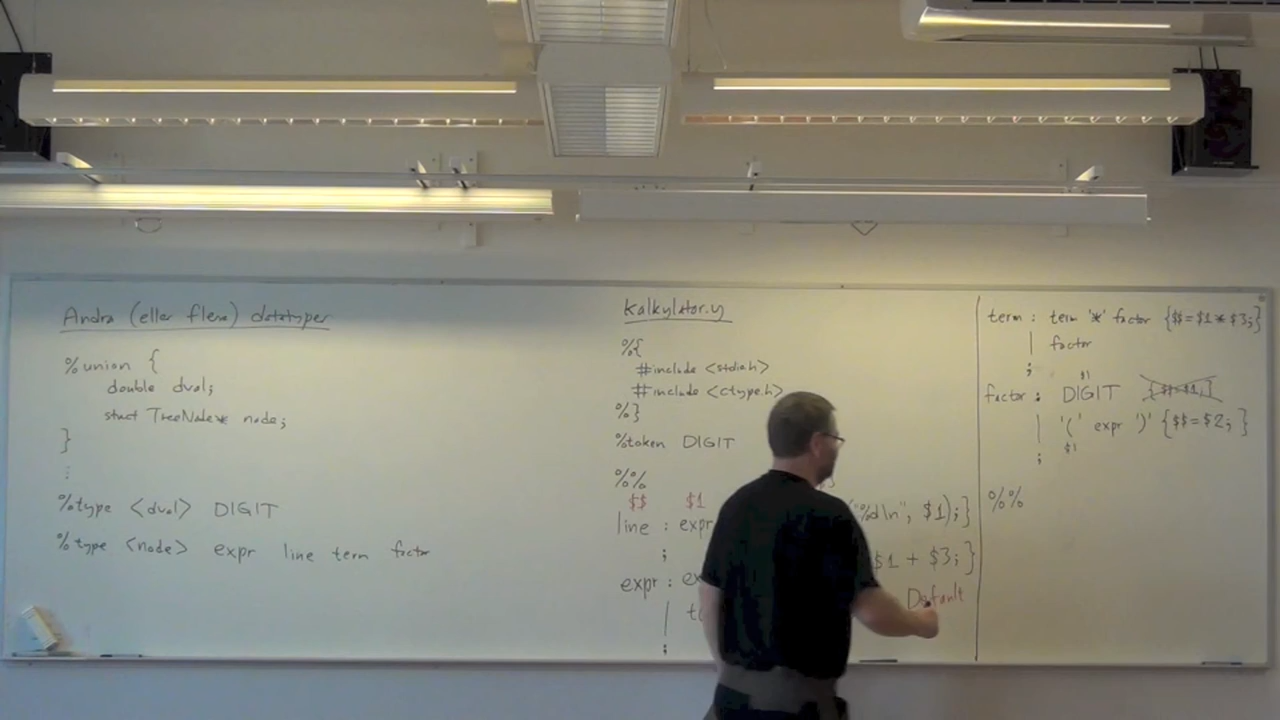 Andra (eller flera) datatyper
%union {
double dval;
struct TreeNode* node;
}
⋮
%type <dval> DIGIT
%type <node> expr line term factor
Kalkylator.y
%{
#include <stdio.h>
#include <ctype.h>
%}
%token DIGIT
%%
$$ $1 $3
line : expr "%d\n", $1);}
;
expr : $1 + $3; }
| Default
;
term : term '*' factor {$$=$1*$3;}
| factor
;
$1
factor : DIGIT {$$=$1;}
| '(' expr ')' {$$=$2;}
$1
;
%%